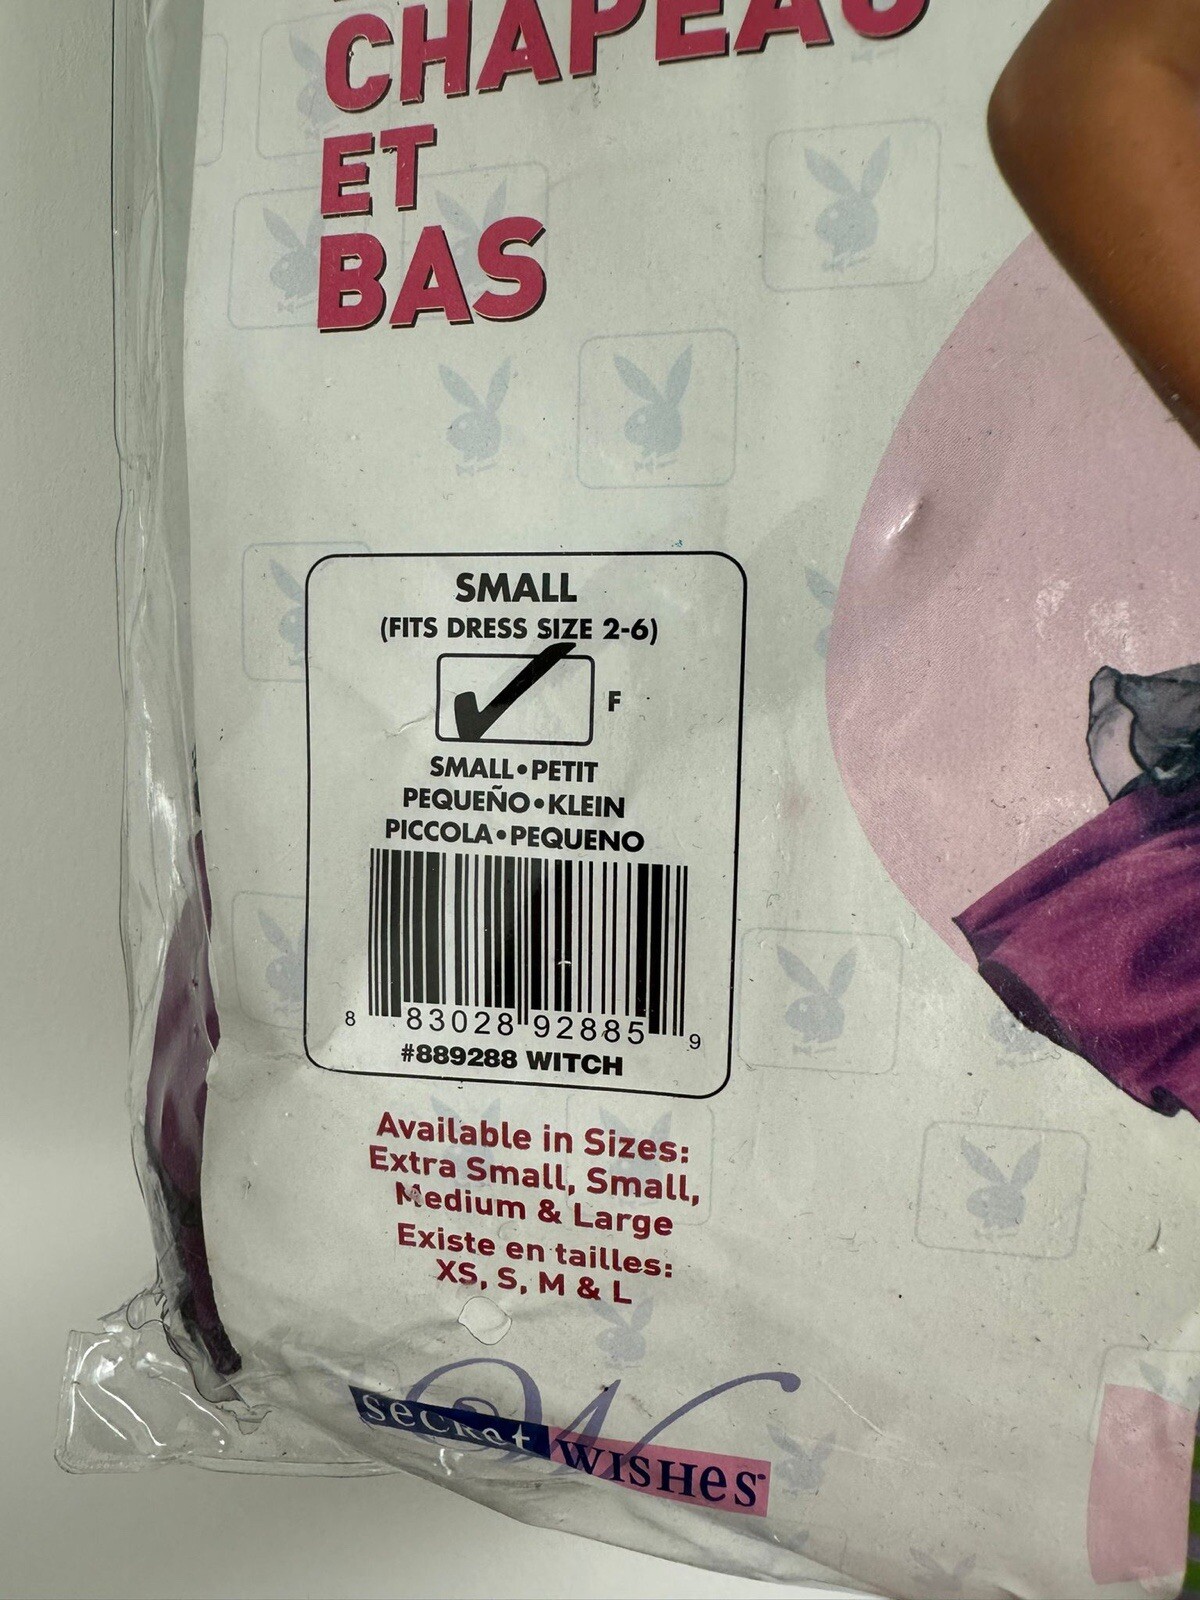 CHAPEAU
ET
BAS
SMALL
(FITS DRESS SIZE 2-6)
F
SMALL•PETIT
PEQUEÑO•KLEIN
PICCOLA•PEQUENO
8 83028 92885 9
#889288 WITCH
Available in Sizes:
Extra Small, Small,
Medium & Large
Existe en tailles:
XS, S, M & L
secret WISHes